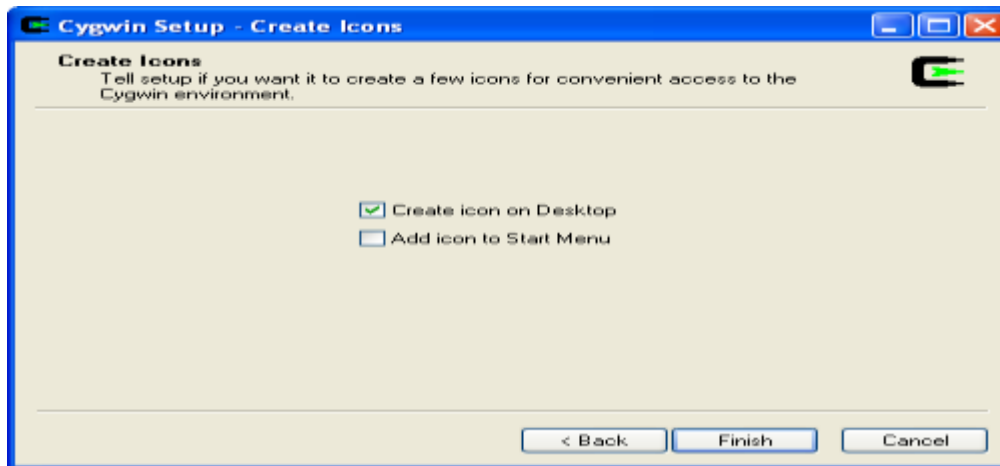 Cygwin Setup - Create Icons
Create Icons
Tell setup if you want it to create a few icons for convenient access to the
Cygwin environment.
Create icon on Desktop
Add icon to Start Menu
< Back
Finish
Cancel